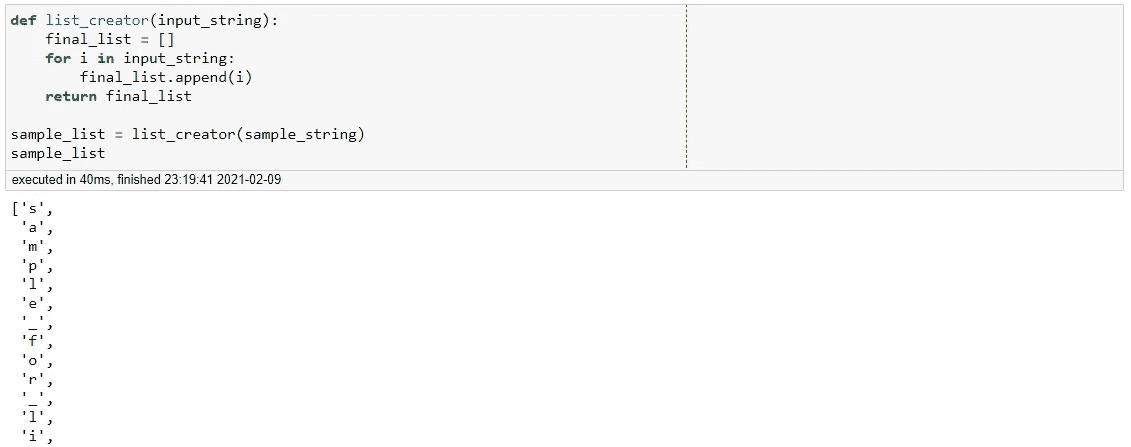 def list_creator(input_string):
    final_list = []
    for i in input_string:
        final_list.append(i)
    return final_list

sample_list = list_creator(sample_string)
sample_list
executed in 40ms, finished 23:19:41 2021-02-09
['s',
 'a',
 'm',
 'p',
 'l',
 'e',
 '_',
 'f',
 'o',
 'r',
 '_',
 'l',
 'i',